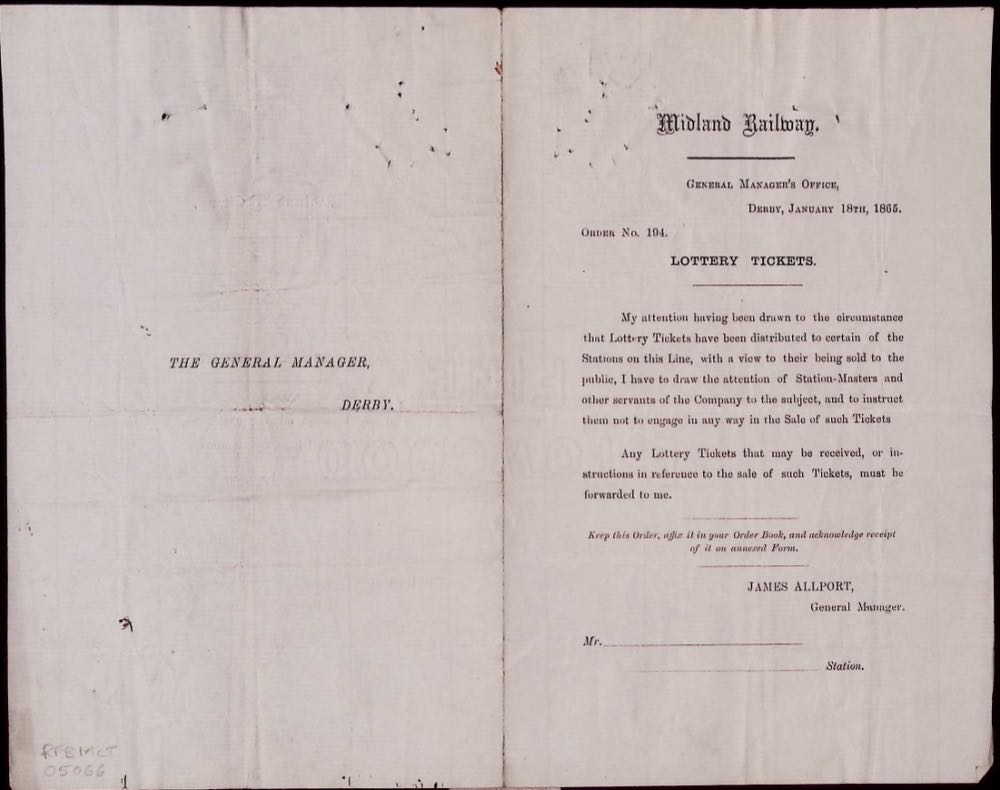 THE GENERAL MANAGER,
DERBY.
Midland Railway.
GENERAL MANAGER'S OFFICE,
DERBY, JANUARY 18TH, 1865.
ORDER No. 194.
LOTTERY TICKETS.
My attention having been drawn to the circumstance
that Lottery Tickets have been distributed to certain of the
Stations on this Line, with a view to their being sold to the
public, I have to draw the attention of Station-Masters and
other servants of the Company to the subject, and to instruct
them not to engage in any way in the Sale of such Tickets
Any Lottery Tickets that may be received, or in-
structions in reference to the sale of such Tickets, must be
forwarded to me.
Keep this Order, affix it in your Order Book, and acknowledge receipt
of it on annexed Form.
JAMES ALLPORT,
General Manager.
Mr.
Station.
05066